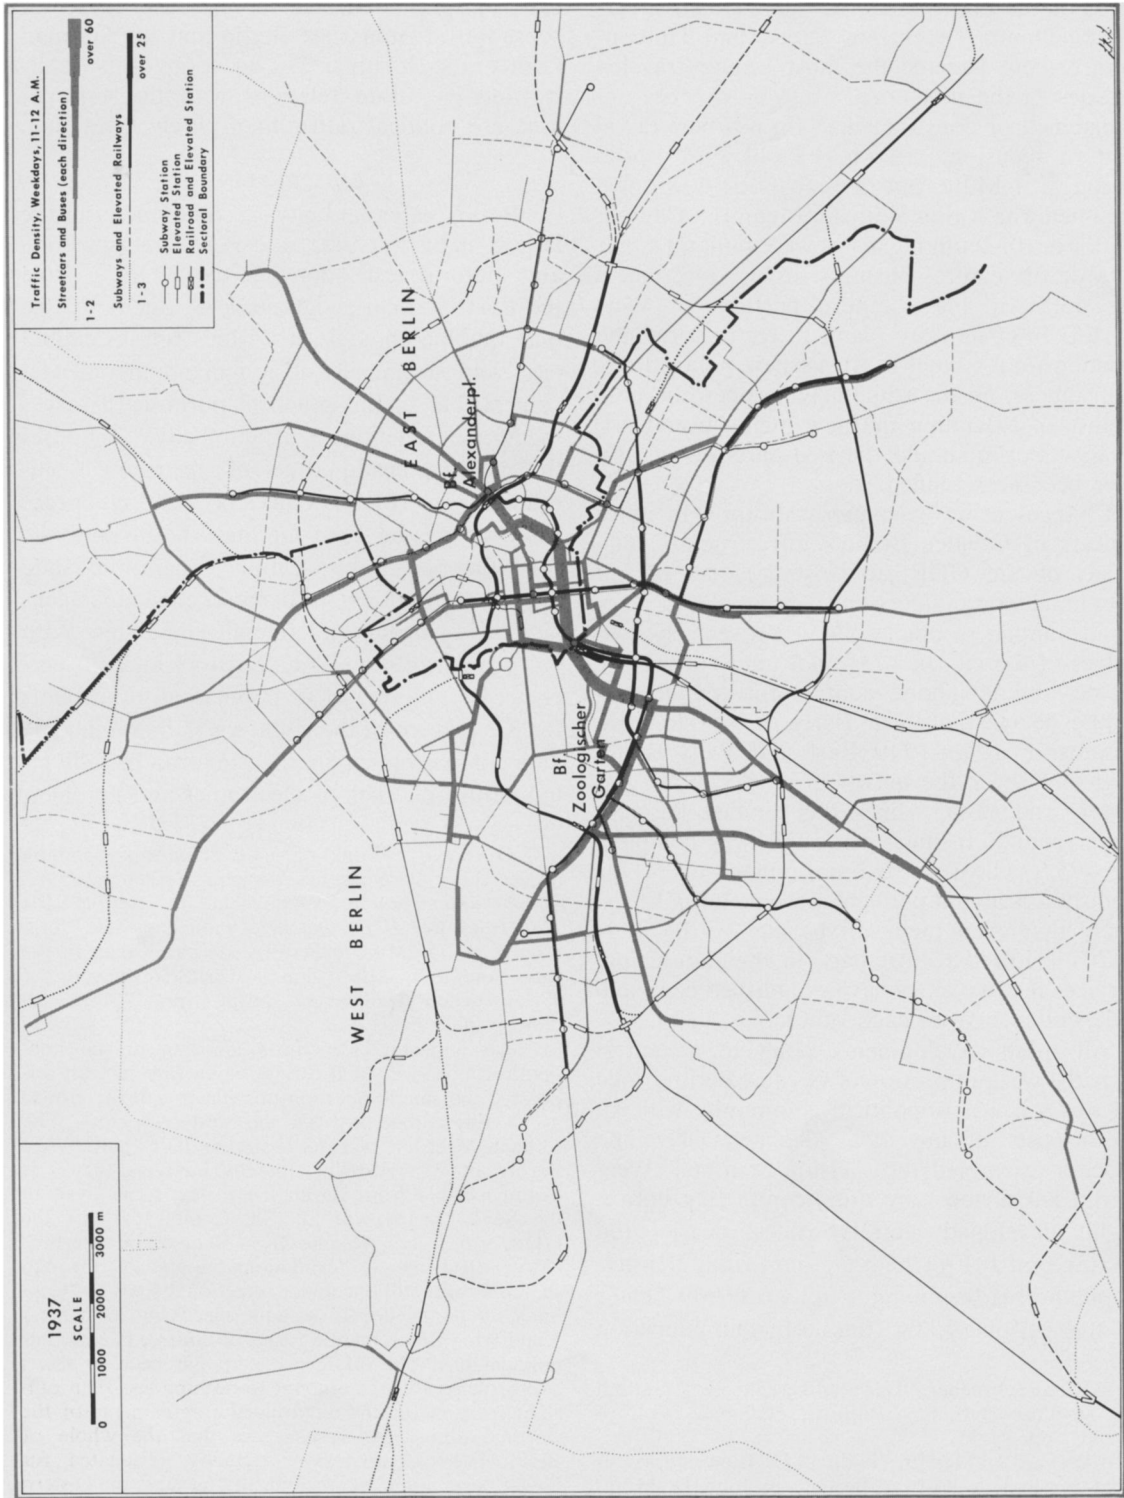 Traffic Density, Weekdays, 11-12 A.M.
Streetcars and Buses (each direction)
1-2
over 60
Subways and Elevated Railways
1-3
over 25
Subway Station
Elevated Station
Railroad and Elevated Station
Sectoral Boundary
EAST BERLIN
Bf.
Alexanderpl.
Bf.
Zoologischer
Garten
WEST BERLIN
1937
SCALE
0 1000 2000 3000 m